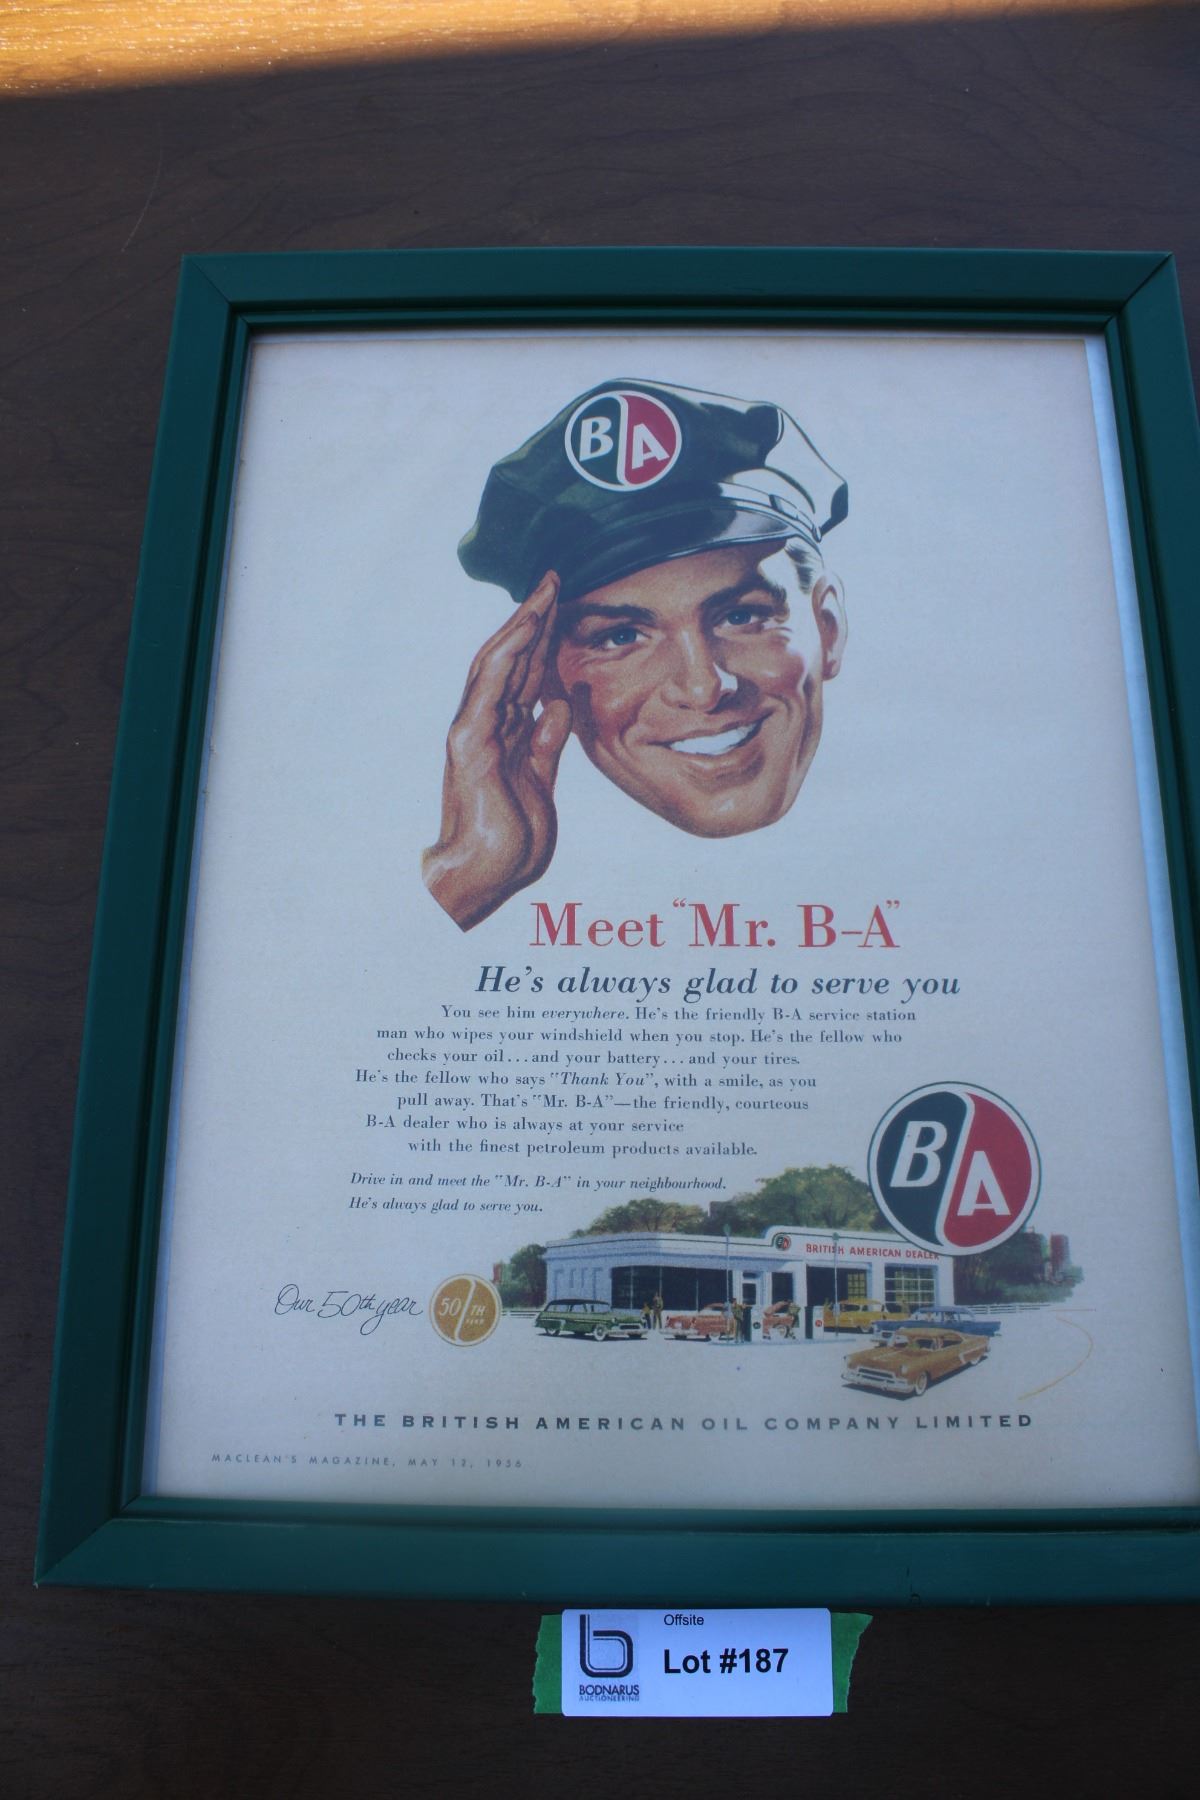 B A
Meet "Mr. B-A"
He's always glad to serve you
You see him everywhere. He's the friendly B-A service station
man who wipes your windshield when you stop. He's the fellow who
checks your oil...and your battery...and your tires.
He's the fellow who says "Thank You", with a smile, as you
pull away. That's "Mr. B-A"—the friendly, courteous
B-A dealer who is always at your service
with the finest petroleum products available.
Drive in and meet the "Mr. B-A" in your neighbourhood.
He's always glad to serve you.
B A
BRITISH AMERICAN DEALER
Our 50th year
50 TH
YEAR
THE BRITISH AMERICAN OIL COMPANY LIMITED
MACLEAN'S MAGAZINE, MAY 12, 1956
Offsite
Lot #187
BODNARUS
AUCTIONEERING